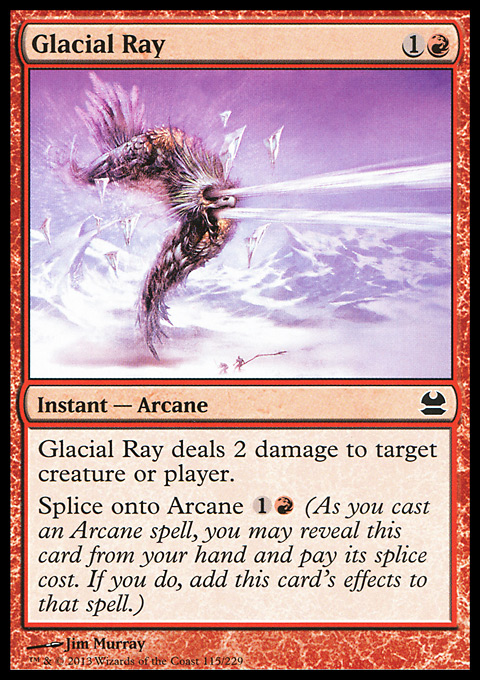 Glacial Ray 1
Instant — Arcane
Glacial Ray deals 2 damage to target
creature or player.
Splice onto Arcane 1 (As you cast
an Arcane spell, you may reveal this
card from your hand and pay its splice
cost. If you do, add this card's effects to
that spell.)
Jim Murray
™ & © 2013 Wizards of the Coast 115/229